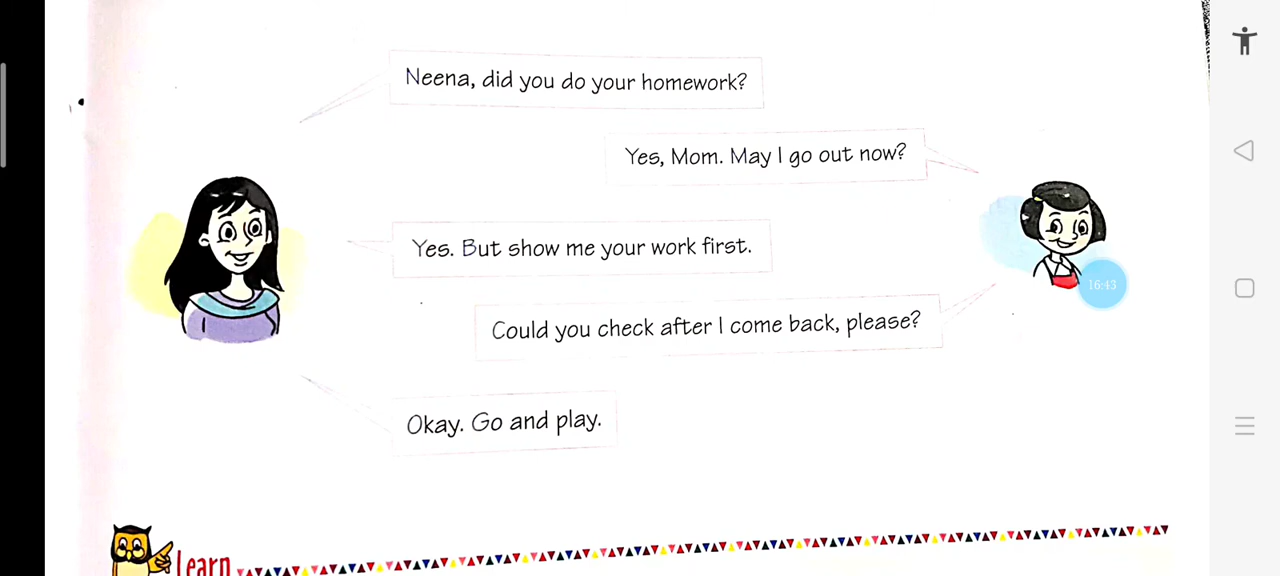 Neena, did you do your homework?
Yes, Mom. May I go out now?
Yes. But show me your work first.
16:43
Could you check after I come back, please?
Okay. Go and play.
Learn